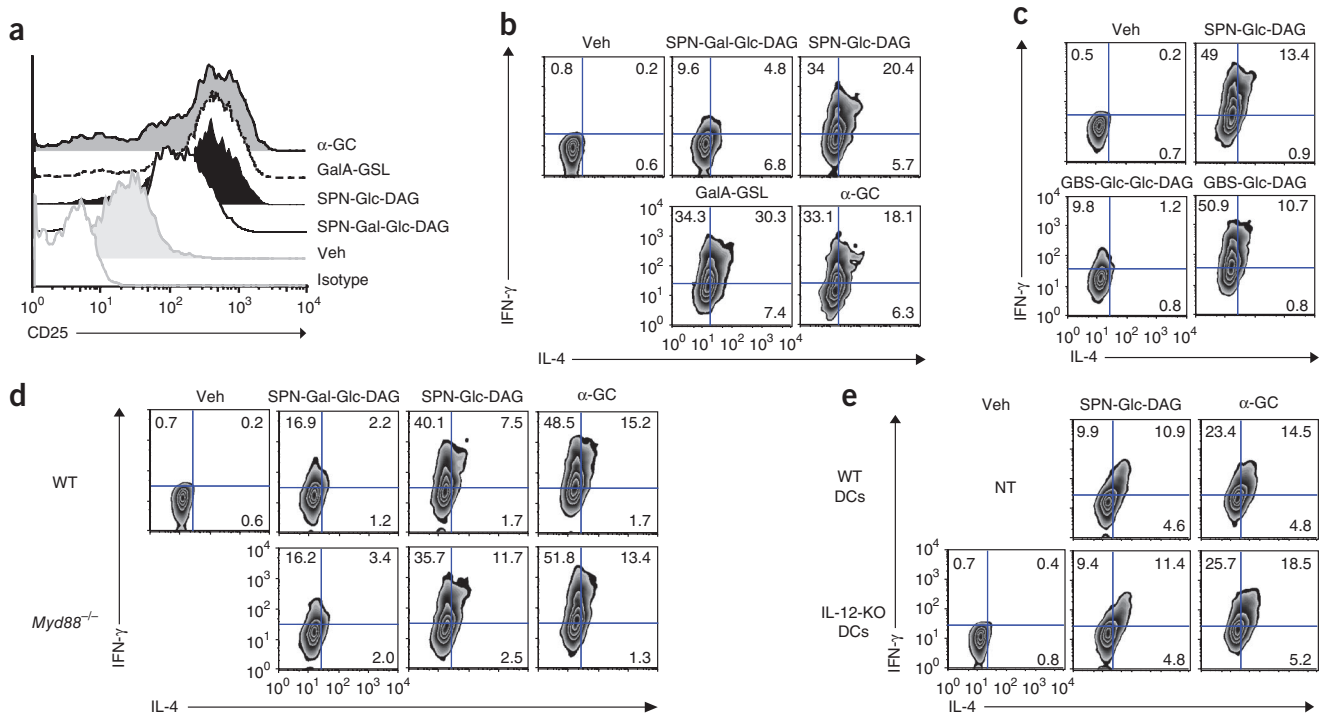 a
α-GC
GalA-GSL
SPN-Glc-DAG
SPN-Gal-Glc-DAG
Veh
Isotype
10^0 10^1 10^2 10^3 10^4
CD25
b
Veh SPN-Gal-Glc-DAG SPN-Glc-DAG
0.8 0.2 9.6 4.8 34 20.4
0.6 6.8 5.7
GalA-GSL α-GC
10^4 34.3 30.3 33.1 18.1
10^3
10^2
10^1
10^0 7.4 6.3
10^0 10^1 10^2 10^3 10^4
IFN-γ
IL-4
c
Veh SPN-Glc-DAG
0.5 0.2 49 13.4
0.7 0.9
GBS-Glc-Glc-DAG GBS-Glc-DAG
10^4 9.8 1.2 50.9 10.7
10^3
10^2
10^1
10^0 0.8 0.8
10^0 10^1 10^2 10^3 10^4
IFN-γ
IL-4
d
Veh SPN-Gal-Glc-DAG SPN-Glc-DAG α-GC
WT
0.7 0.2 16.9 2.2 40.1 7.5 48.5 15.2
0.6 1.2 1.7 1.7
Myd88–/–
10^4 16.2 3.4 35.7 11.7 51.8 13.4
10^3
10^2
10^1
10^0 2.0 2.5 1.3
10^0 10^1 10^2 10^3 10^4
IFN-γ
IL-4
e
Veh SPN-Glc-DAG α-GC
WT
DCs
NT
9.9 10.9 23.4 14.5
4.6 4.8
IL-12-KO
DCs
10^4 0.7 0.4 9.4 11.4 25.7 18.5
10^3
10^2
10^1
10^0 0.8 4.8 5.2
10^0 10^1 10^2 10^3 10^4
IFN-γ
IL-4